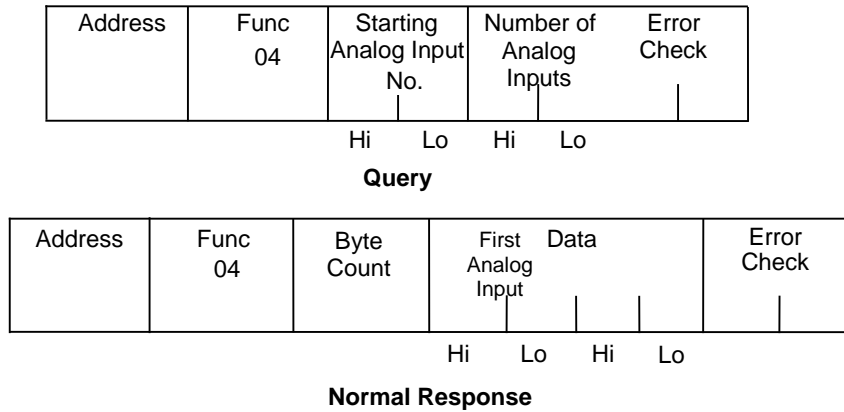 Address Func Starting Number of Error
04 Analog Input Analog Check
No. Inputs
Hi Lo Hi Lo
Query
Address Func Byte First Data Error
04 Count Analog Check
Input
Hi Lo Hi Lo
Normal Response